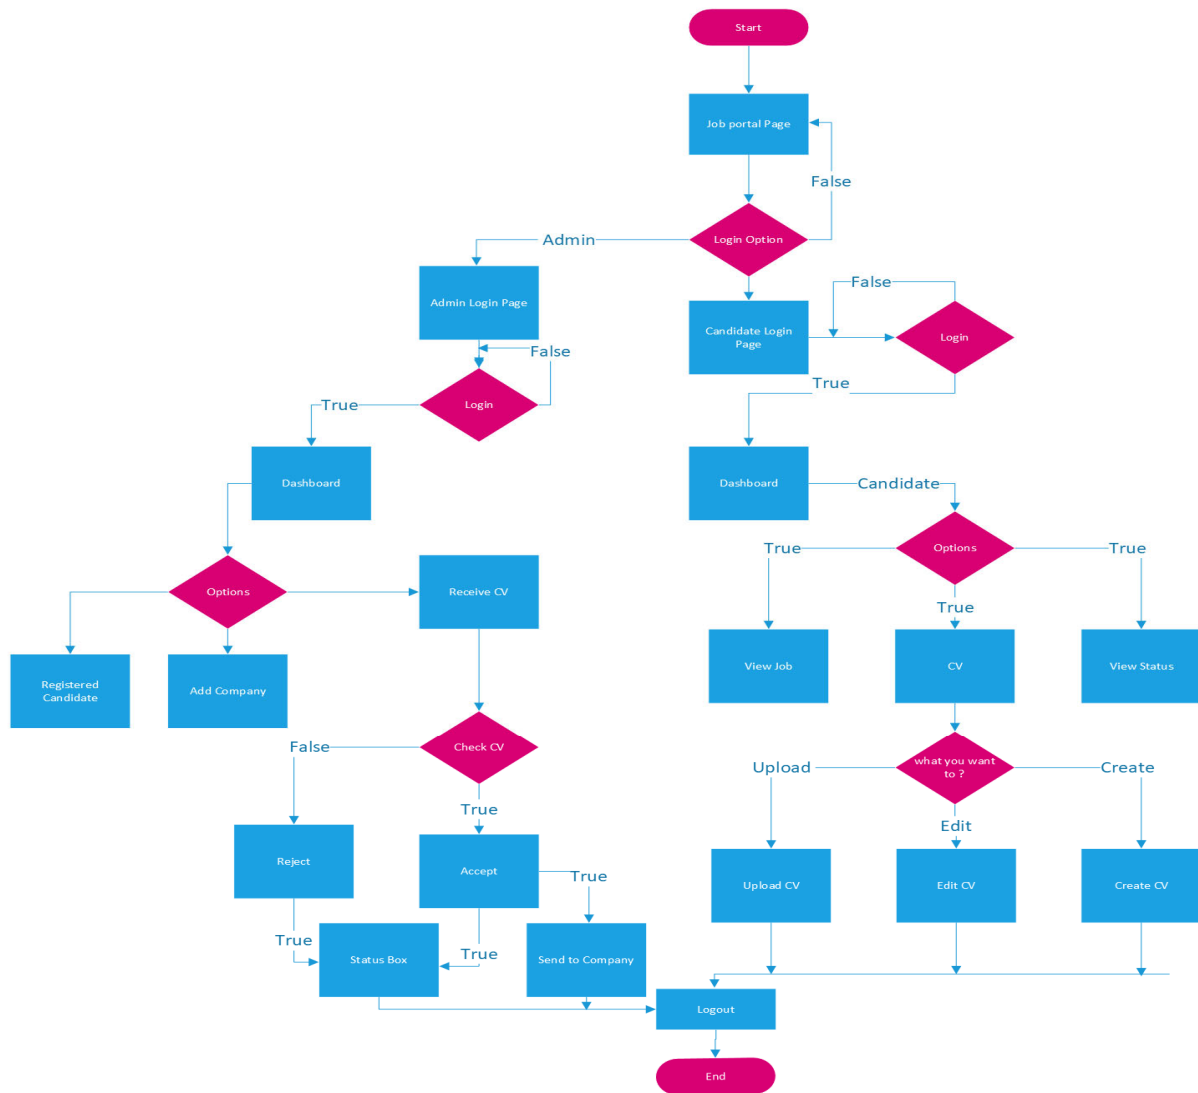 Start
Job portal Page
False
Admin
Login Option
Admin Login Page
False
Candidate Login
Page
Login
False
True
True
Login
Dashboard
Dashboard
Candidate
True
Options
True
Options
Receive CV
True
View Job
CV
View Status
Registered
Candidate
Add Company
False
Check CV
Upload
what you want
to ?
Create
True
Edit
Reject
Accept
True
Upload CV
Edit CV
Create CV
True
True
Status Box
Send to Company
Logout
End